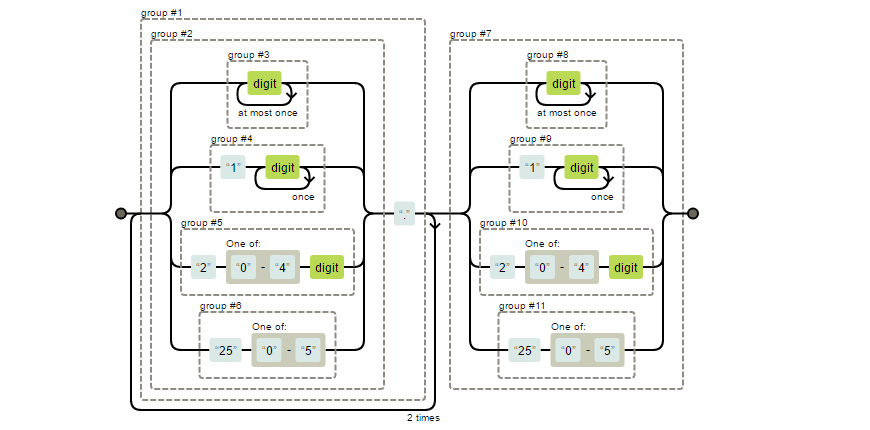 group #1
group #2
group #3
digit
at most once
group #4
“1” digit
once
group #5
One of:
“2” “0” - “4” digit
group #6
One of:
“25” “0” - “5”
“.”
2 times
group #7
group #8
digit
at most once
group #9
“1” digit
once
group #10
One of:
“2” “0” - “4” digit
group #11
One of:
“25” “0” - “5”